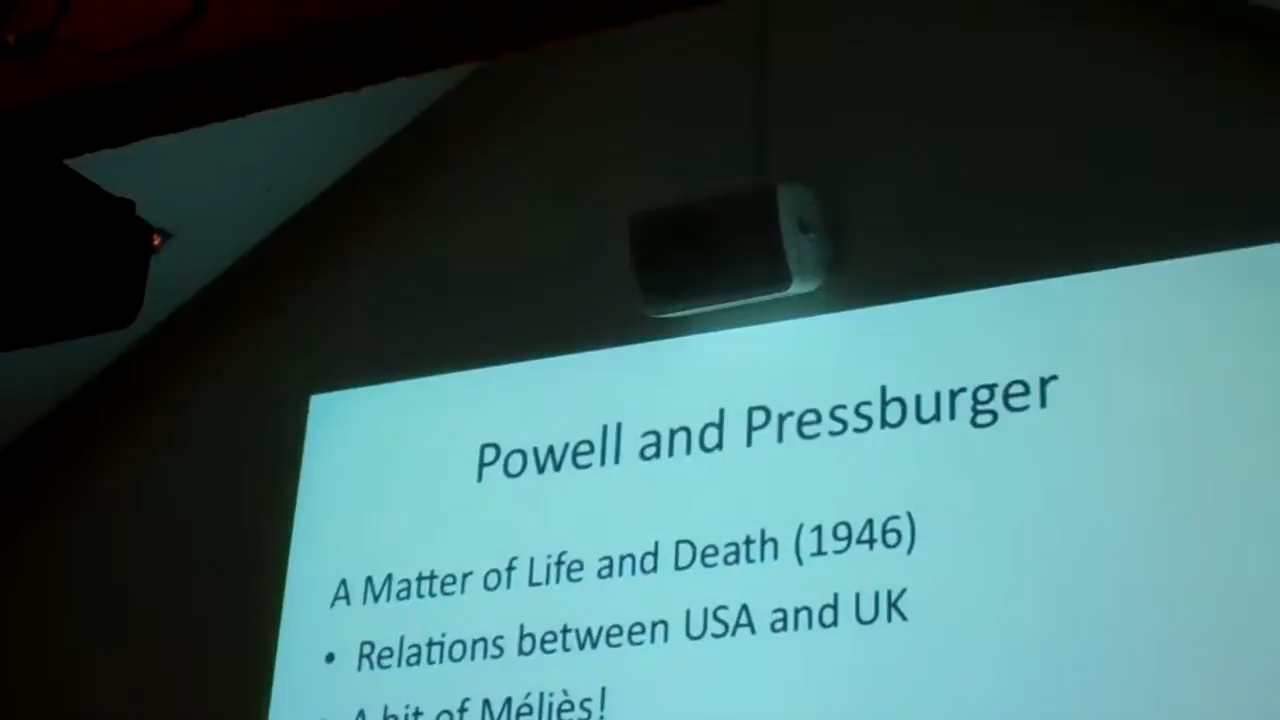 Powell and Pressburger
A Matter of Life and Death (1946)
• Relations between USA and UK
A bit of Méliès!